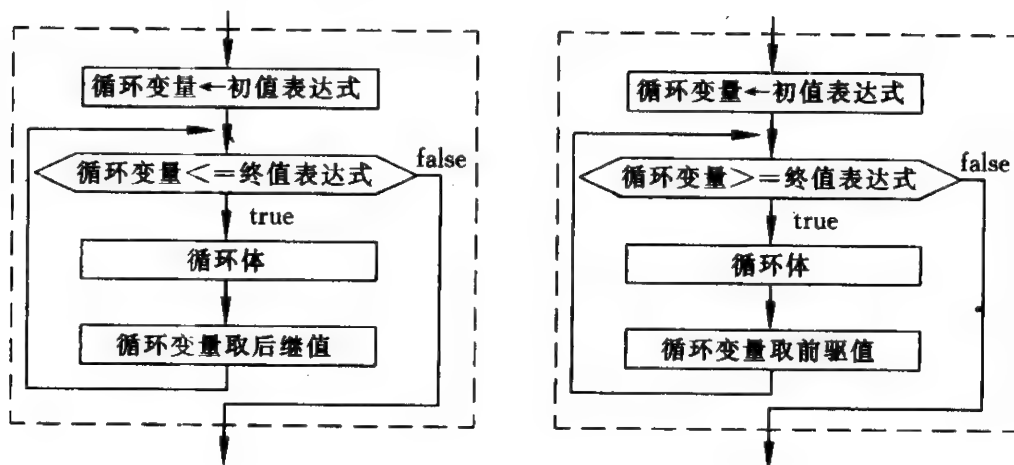 循环变量←初值表达式
循环变量<=终值表达式
false
true
循环体
循环变量取后继值
循环变量←初值表达式
循环变量>=终值表达式
false
true
循环体
循环变量取前驱值